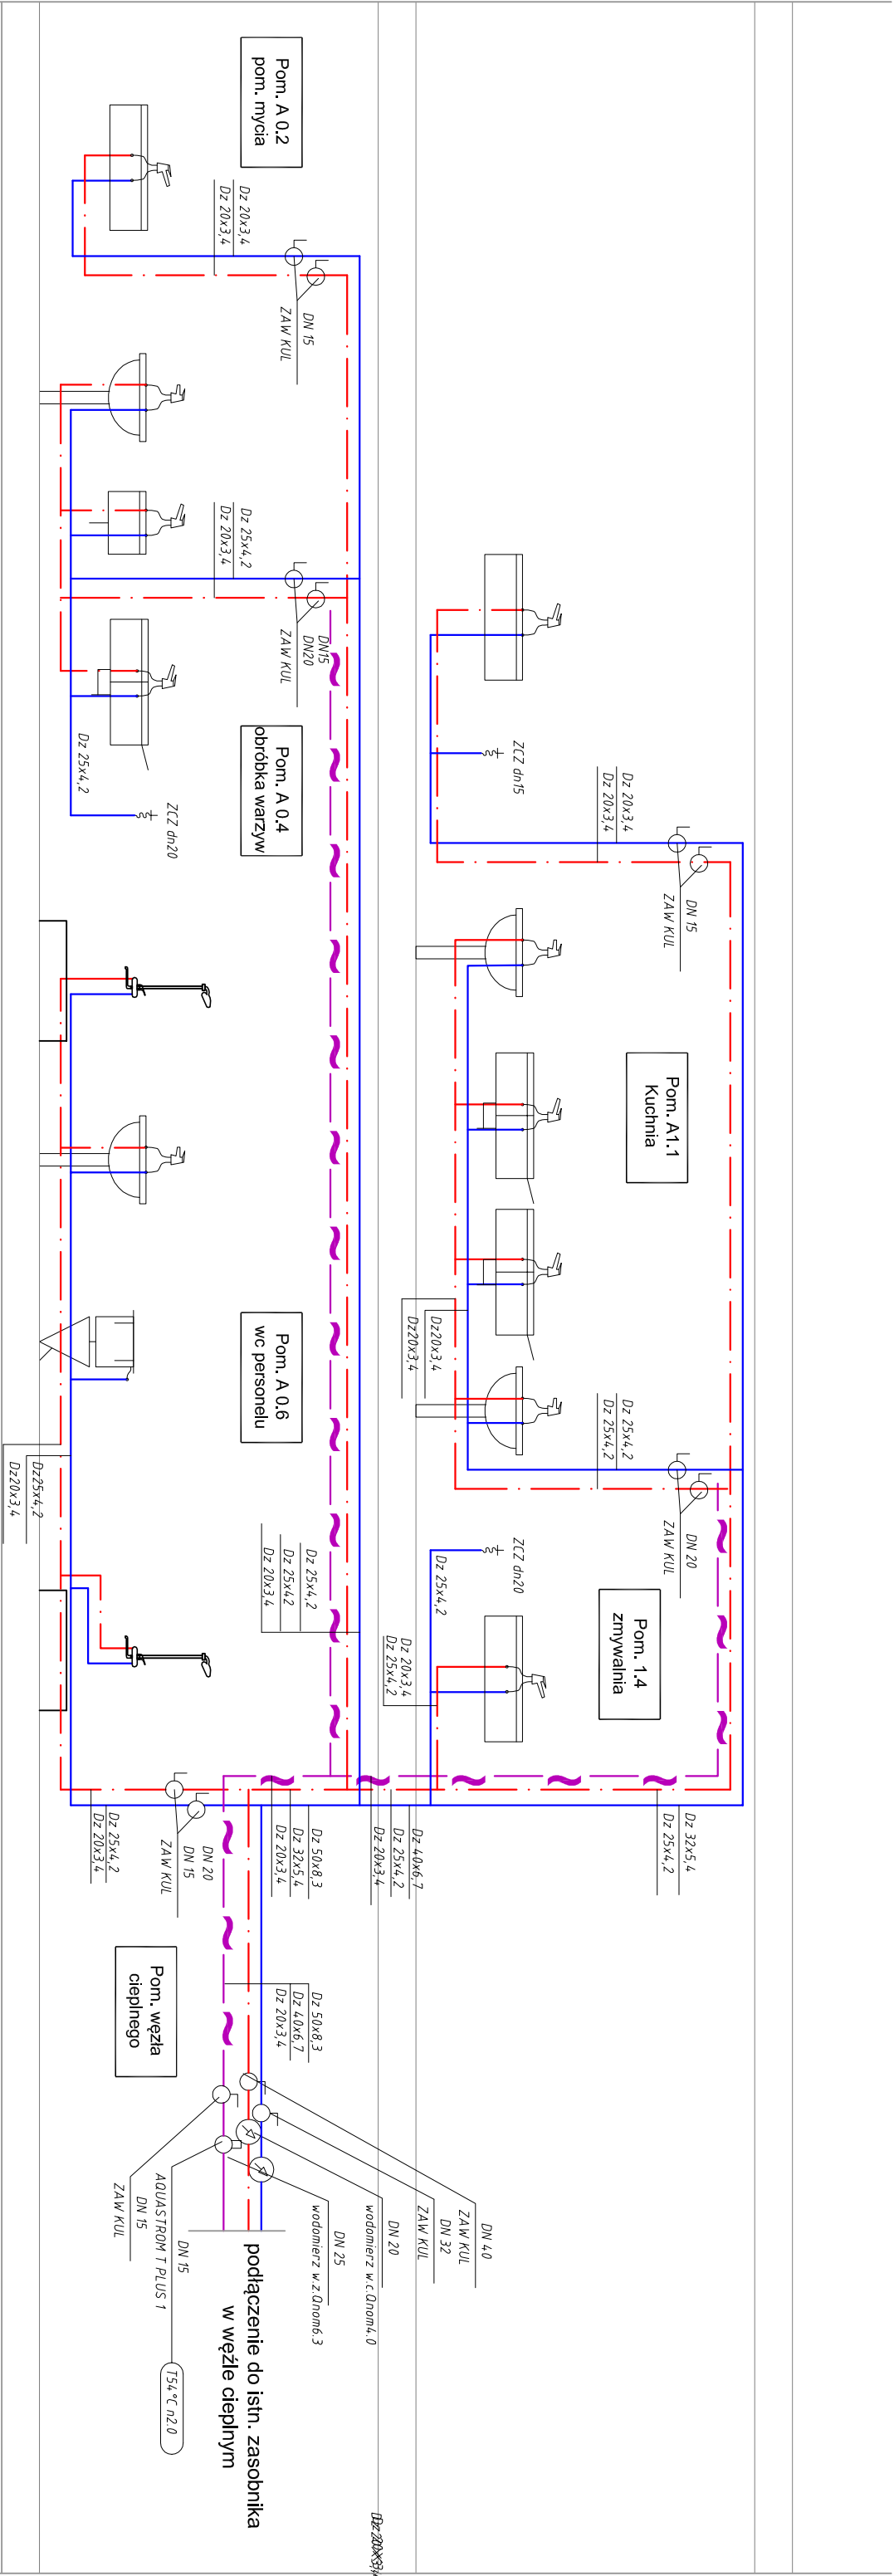 Pom. A 0.2
pom. mycia
Dz 20x3,4
Dz 20x3,4
DN 15
ZAW KUL
Dz 25x4,2
Dz 20x3,4
DN15
DN20
ZAW KUL
Pom. A 0.4
obróbka warzyw
Dz 25x4,2
ZCZ dn20
ZCZ dn15
Dz 20x3,4
Dz 20x3,4
DN 15
ZAW KUL
Pom. A1.1
Kuchnia
Dz20x3,4
Dz20x3,4
Dz 25x4,2
Dz 25x4,2
DN 20
ZAW KUL
Pom. A 0.6
wc personelu
Dz25x4,2
Dz20x3,4
Dz 25x4,2
Dz 25x42
Dz 20x3,4
ZCZ dn20
Dz 25x4,2
Pom. 1.4
zmywalnia
Dz 20x3,4
Dz 25x4,2
Dz 32x5,4
Dz 25x4,2
Dz 40x6,7
Dz 25x4,2
Dz 20x3,4
Dz 50x8,3
Dz 32x5,4
Dz 20x3,4
DN 20
DN 15
ZAW KUL
Dz 25x4,2
Dz 20x3,4
Pom. węzła
cieplnego
Dz 50x8,3
Dz 40x6,7
Dz 20x3,4
DN 40
ZAW KUL
DN 32
ZAW KUL
DN 20
wodomierz w.c.Qnom4.0
DN 25
wodomierz w.z.Qnom6.3
DN 15
AQUASTROM T PLUS 1
DN 15
ZAW KUL
T54°C n2.0
podłączenie do istn. zasobnika
w węźle cieplnym